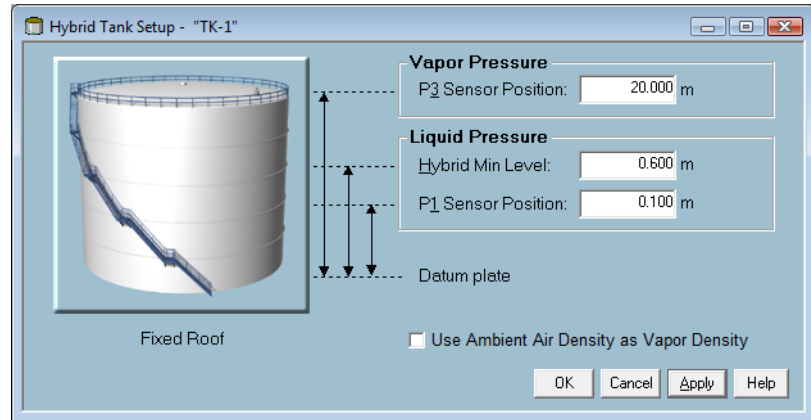 Hybrid Tank Setup - "TK-1"
Vapor Pressure
P3 Sensor Position: 20.000 m
Liquid Pressure
Hybrid Min Level: 0.600 m
P1 Sensor Position: 0.100 m
Datum plate
Fixed Roof
Use Ambient Air Density as Vapor Density
OK Cancel Apply Help